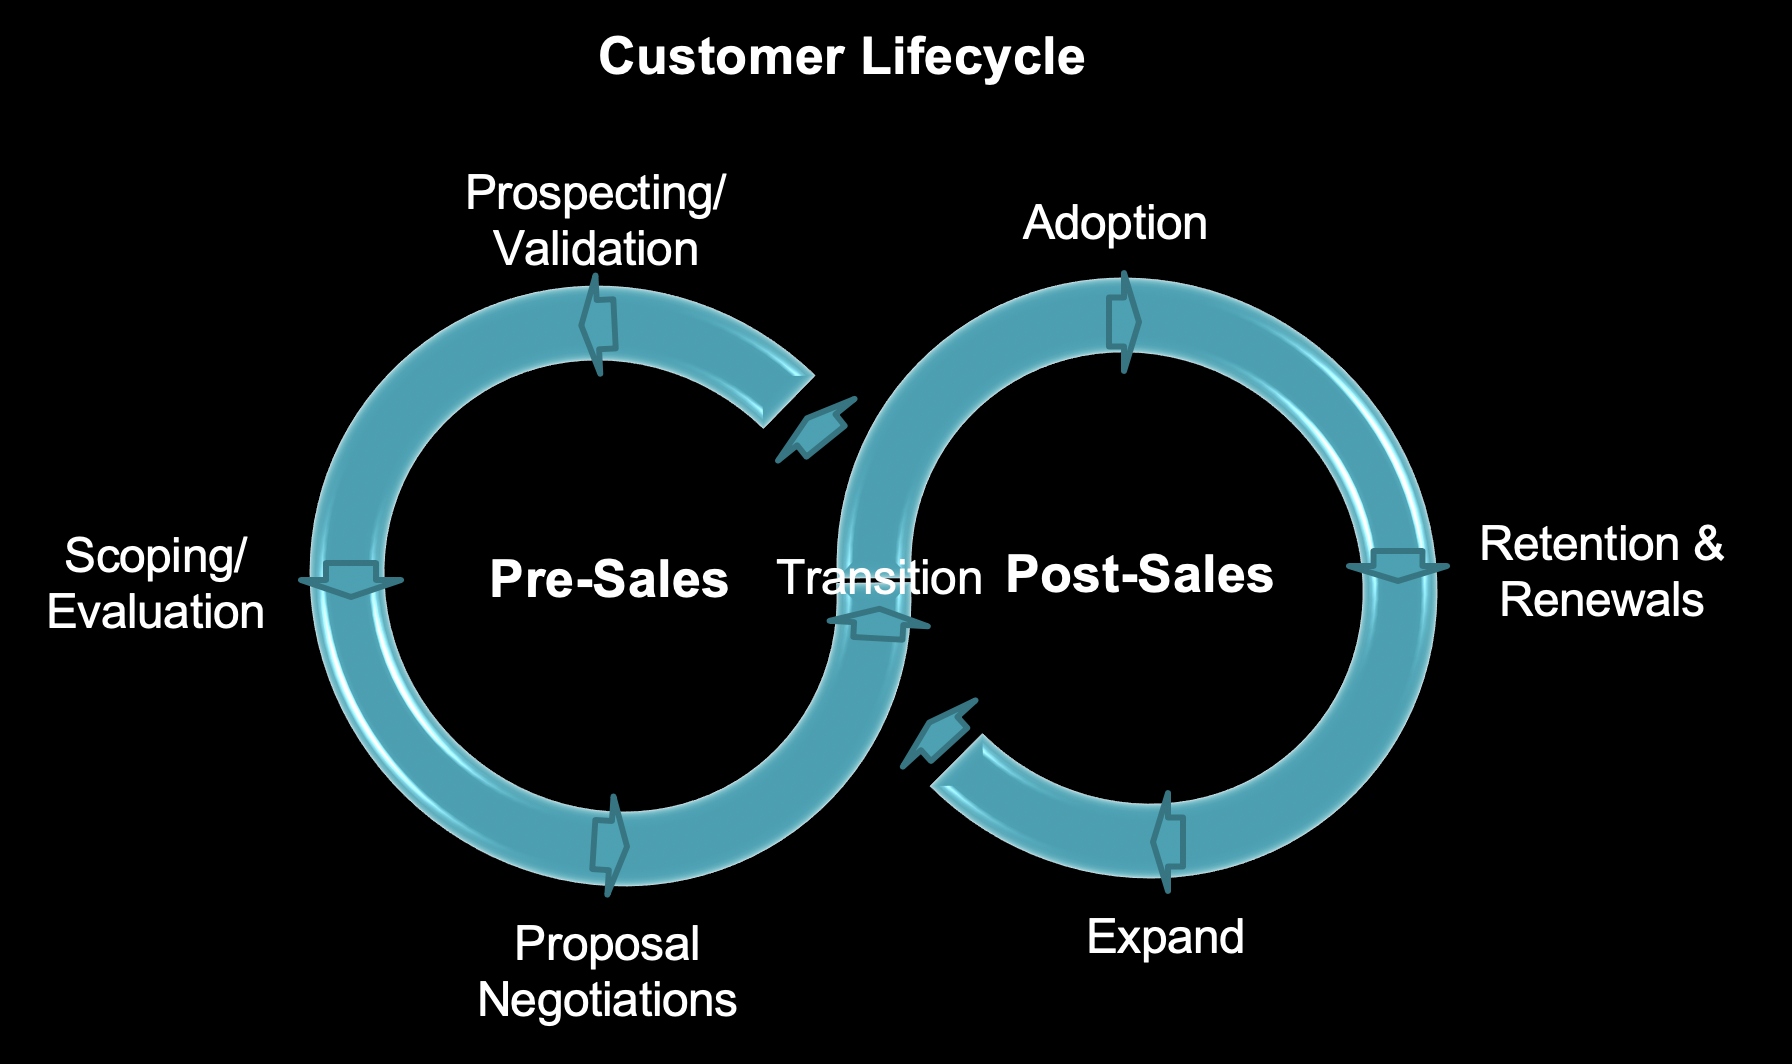 Customer Lifecycle
Prospecting/
Validation
Adoption
Scoping/
Evaluation
Pre-Sales
Transition
Post-Sales
Retention &
Renewals
Proposal
Negotiations
Expand